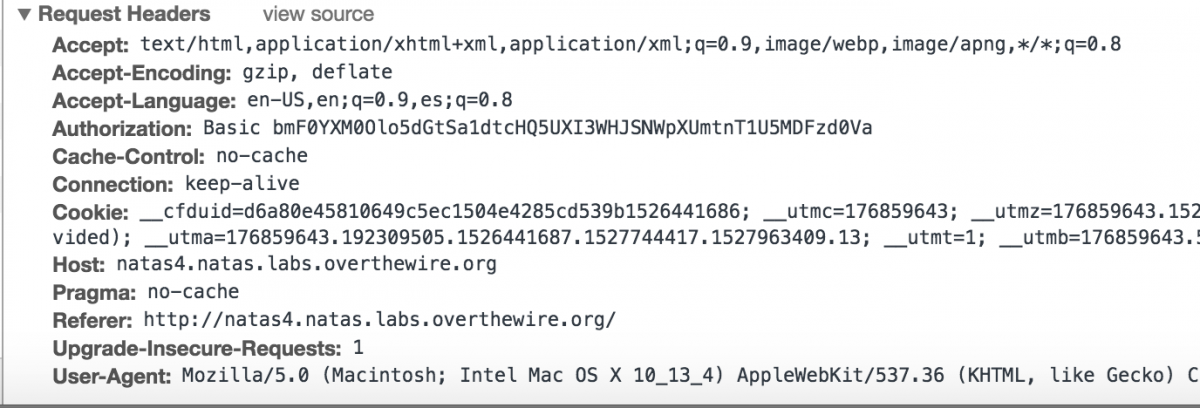 ▼ Request Headers view source
Accept: text/html,application/xhtml+xml,application/xml;q=0.9,image/webp,image/apng,*/*;q=0.8
Accept-Encoding: gzip, deflate
Accept-Language: en-US,en;q=0.9,es;q=0.8
Authorization: Basic bmF0YXM0Olo5dGtSa1dtcHQ5UXI3WHJSNWpXUmtnT1U5MDFzd0Va
Cache-Control: no-cache
Connection: keep-alive
Cookie: __cfduid=d6a80e45810649c5ec1504e4285cd539b1526441686; __utmc=176859643; __utmz=176859643.152
vided); __utma=176859643.192309505.1526441687.1527744417.1527963409.13; __utmt=1; __utmb=176859643.5
Host: natas4.natas.labs.overthewire.org
Pragma: no-cache
Referer: http://natas4.natas.labs.overthewire.org/
Upgrade-Insecure-Requests: 1
User-Agent: Mozilla/5.0 (Macintosh; Intel Mac OS X 10_13_4) AppleWebKit/537.36 (KHTML, like Gecko) C